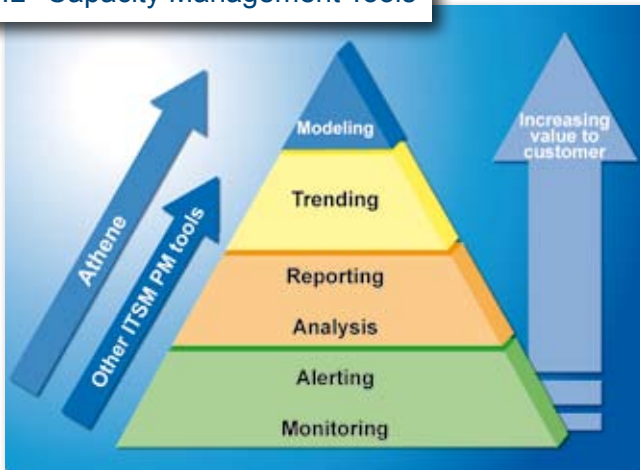 Capacity Management Tools
Modeling
Increasing
value to
customer
Trending
Athene
Other ITSM PM tools
Reporting
Analysis
Alerting
Monitoring